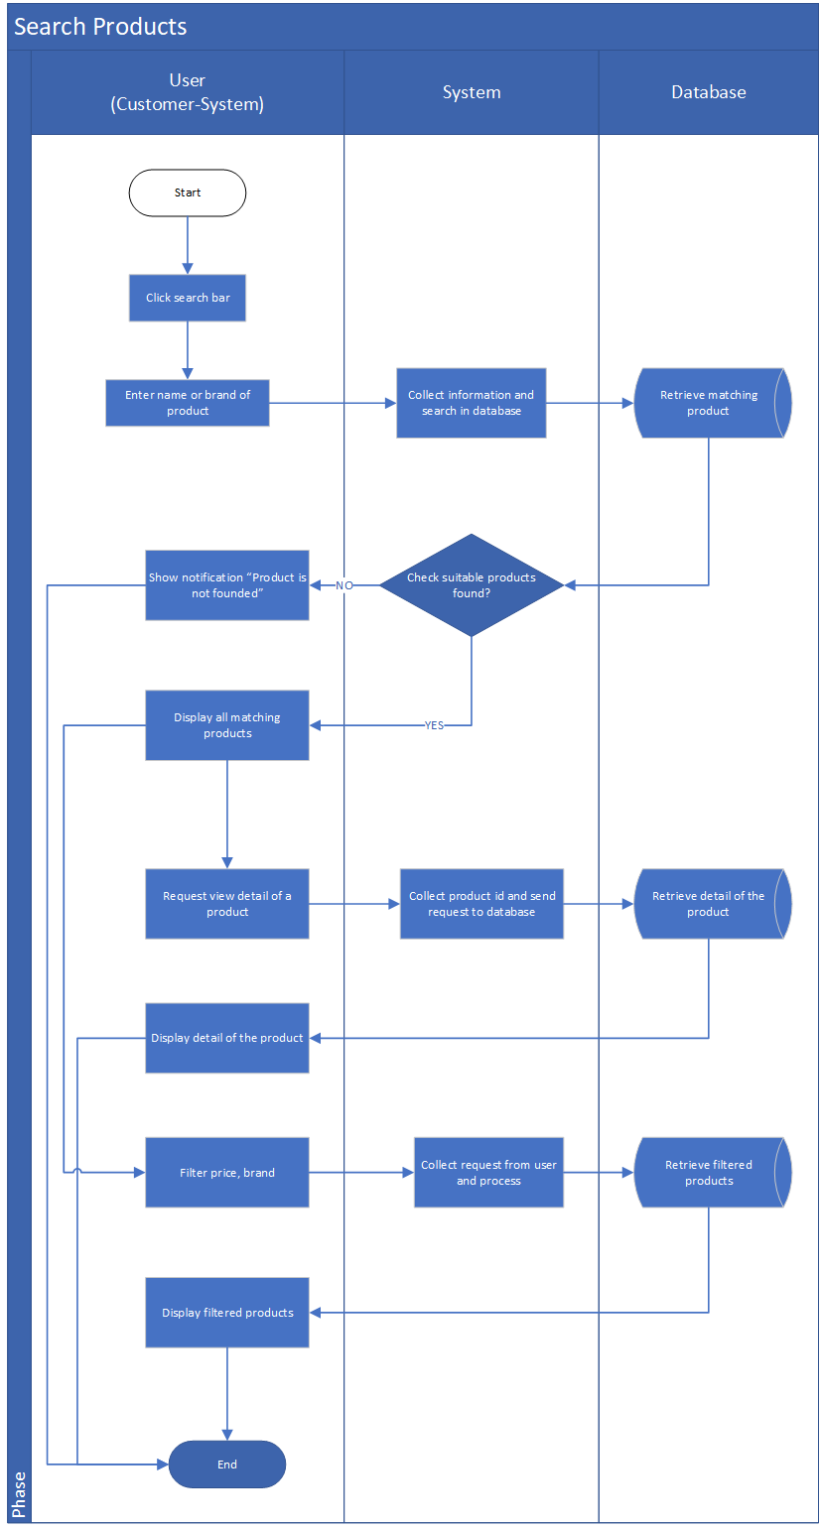 Search Products
User
(Customer-System)
System
Database
Start
Click search bar
Enter name or brand of
product
Collect information and
search in database
Retrieve matching
product
Show notification “Product is
not founded”
NO
Check suitable products
found?
Display all matching
products
YES
Request view detail of a
product
Collect product id and send
request to database
Retrieve detail of the
product
Display detail of the product
Filter price, brand
Collect request from user
and process
Retrieve filtered
products
Display filtered products
End
Phase